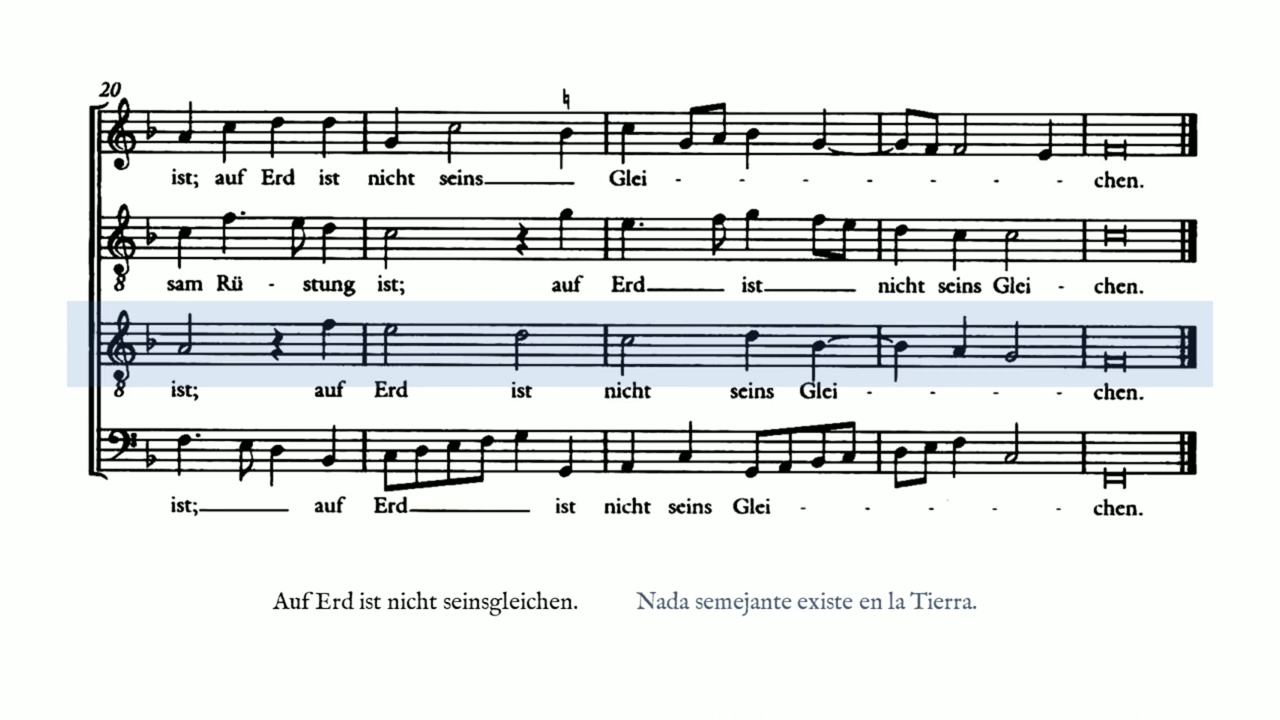 20
ist; auf Erd ist nicht seins Glei - - - - - - chen.
8
sam Rü - stung ist; auf Erd ist nicht seins Glei - chen.
8
ist; auf Erd ist nicht seins Glei - - - - chen.
ist; auf Erd ist nicht seins Glei - - - - - chen.
Auf Erd ist nicht seinsgleichen. Nada semejante existe en la Tierra.